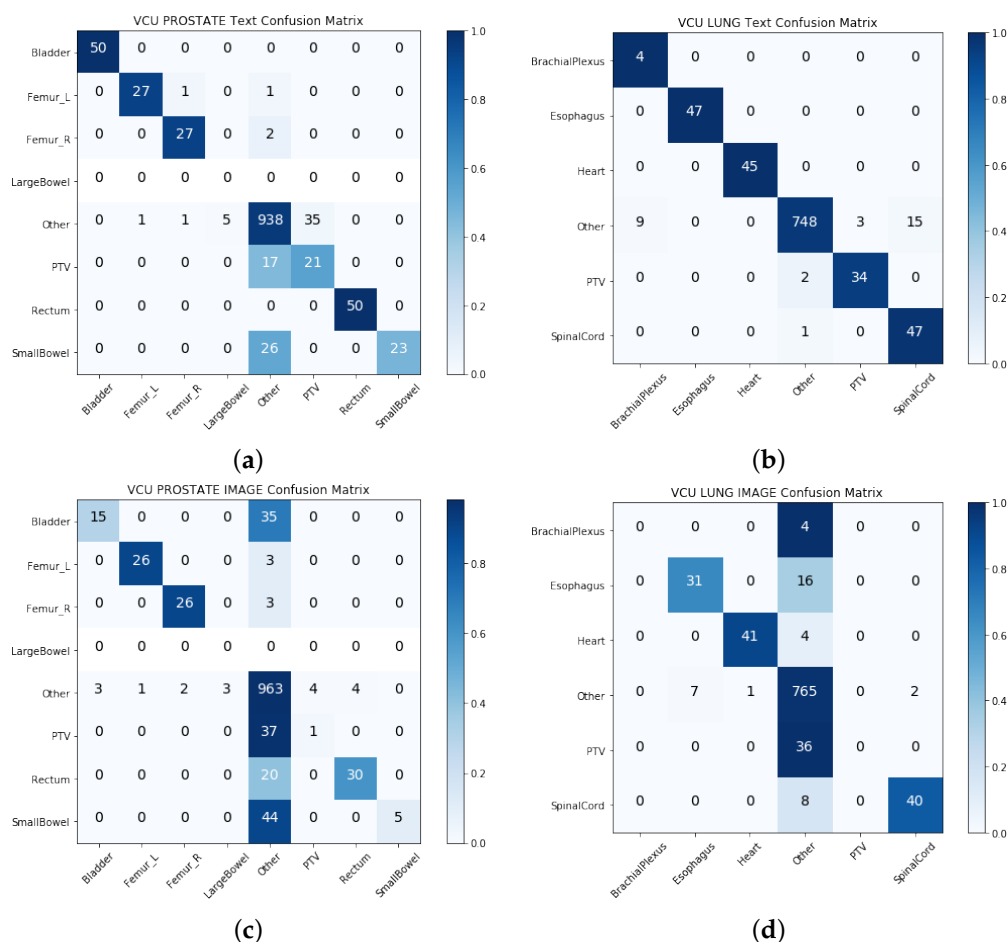 VCU PROSTATE Text Confusion Matrix
Bladder 50 0 0 0 0 0 0 0
Femur_L 0 27 1 0 1 0 0 0
Femur_R 0 0 27 0 2 0 0 0
LargeBowel 0 0 0 0 0 0 0 0
Other 0 1 1 5 938 35 0 0
PTV 0 0 0 0 17 21 0 0
Rectum 0 0 0 0 0 0 50 0
SmallBowel 0 0 0 0 26 0 0 23
Bladder Femur_L Femur_R LargeBowel Other PTV Rectum SmallBowel
1.0
0.8
0.6
0.4
0.2
0.0
(a)
VCU LUNG Text Confusion Matrix
BrachialPlexus 4 0 0 0 0 0
Esophagus 0 47 0 0 0 0
Heart 0 0 45 0 0 0
Other 9 0 0 748 3 15
PTV 0 0 0 2 34 0
SpinalCord 0 0 0 1 0 47
BrachialPlexus Esophagus Heart Other PTV SpinalCord
1.0
0.8
0.6
0.4
0.2
0.0
(b)
VCU PROSTATE IMAGE Confusion Matrix
Bladder 15 0 0 0 35 0 0 0
Femur_L 0 26 0 0 3 0 0 0
Femur_R 0 0 26 0 3 0 0 0
LargeBowel 0 0 0 0 0 0 0 0
Other 3 1 2 3 963 4 4 0
PTV 0 0 0 0 37 1 0 0
Rectum 0 0 0 0 20 0 30 0
SmallBowel 0 0 0 0 44 0 0 5
Bladder Femur_L Femur_R LargeBowel Other PTV Rectum SmallBowel
0.8
0.6
0.4
0.2
0.0
(c)
VCU LUNG IMAGE Confusion Matrix
BrachialPlexus 0 0 0 4 0 0
Esophagus 0 31 0 16 0 0
Heart 0 0 41 4 0 0
Other 0 7 1 765 0 2
PTV 0 0 0 36 0 0
SpinalCord 0 0 0 8 0 40
BrachialPlexus Esophagus Heart Other PTV SpinalCord
1.0
0.8
0.6
0.4
0.2
0.0
(d)